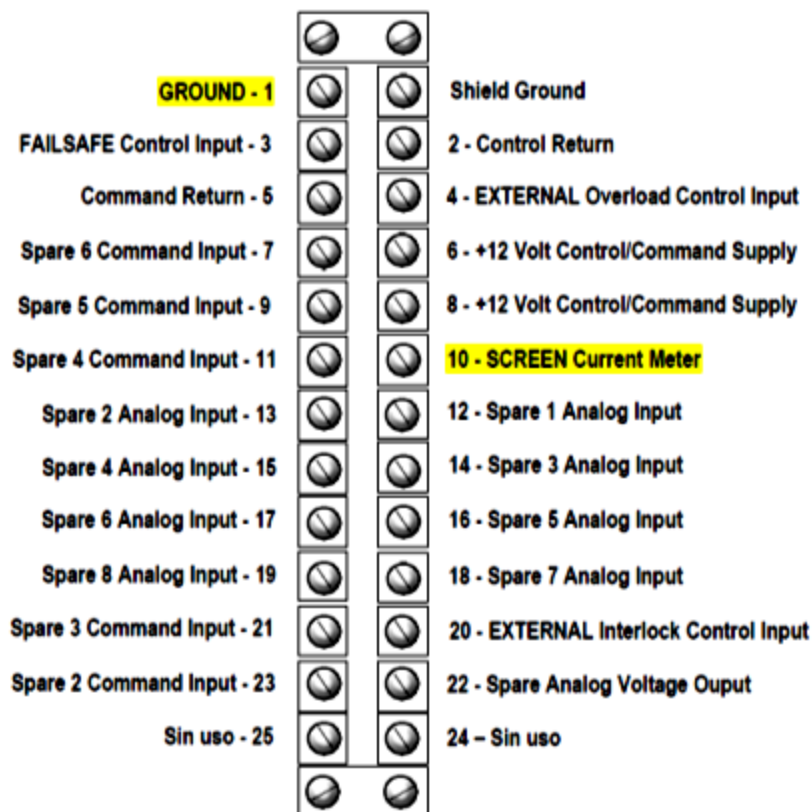 GROUND - 1
Shield Ground
FAILSAFE Control Input - 3
2 - Control Return
Command Return - 5
4 - EXTERNAL Overload Control Input
Spare 6 Command Input - 7
6 - +12 Volt Control/Command Supply
Spare 5 Command Input - 9
8 - +12 Volt Control/Command Supply
Spare 4 Command Input - 11
10 - SCREEN Current Meter
Spare 2 Analog Input - 13
12 - Spare 1 Analog Input
Spare 4 Analog Input - 15
14 - Spare 3 Analog Input
Spare 6 Analog Input - 17
16 - Spare 5 Analog Input
Spare 8 Analog Input - 19
18 - Spare 7 Analog Input
Spare 3 Command Input - 21
20 - EXTERNAL Interlock Control Input
Spare 2 Command Input - 23
22 - Spare Analog Voltage Ouput
Sin uso - 25
24 – Sin uso